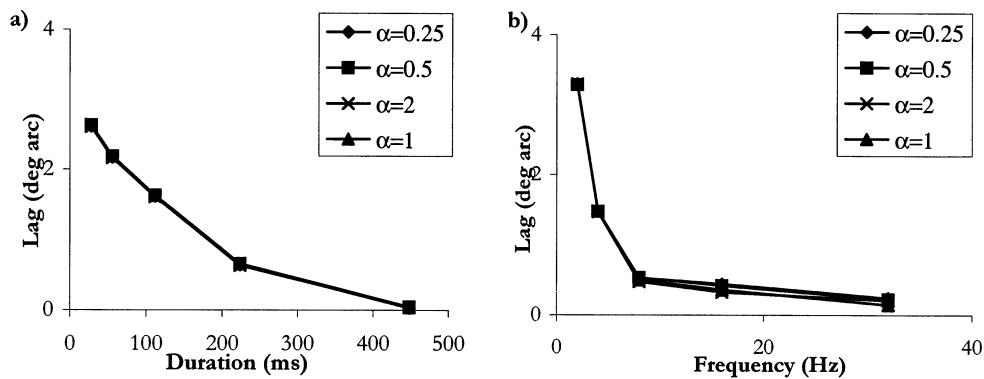 a)
4
2
0
Lag (deg arc)
0 100 200 300 400 500
Duration (ms)
α=0.25
α=0.5
α=2
α=1
b)
4
2
0
Lag (deg arc)
0 20 40
Frequency (Hz)
α=0.25
α=0.5
α=2
α=1